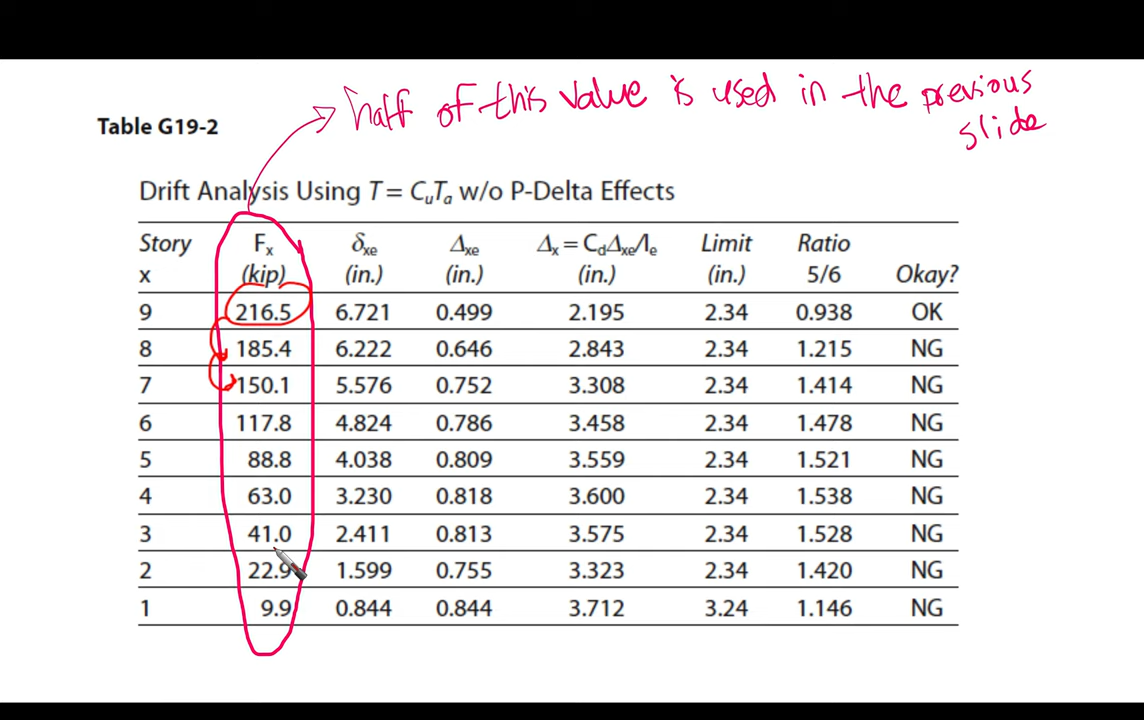 half of this value is used in the previous
slide
Table G19-2
Drift Analysis Using T = CuTa w/o P-Delta Effects
Story Fx δxe Δxe Δx = CdΔxe/Ie Limit Ratio
x (kip) (in.) (in.) (in.) (in.) 5/6 Okay?
9 216.5 6.721 0.499 2.195 2.34 0.938 OK
8 185.4 6.222 0.646 2.843 2.34 1.215 NG
7 150.1 5.576 0.752 3.308 2.34 1.414 NG
6 117.8 4.824 0.786 3.458 2.34 1.478 NG
5 88.8 4.038 0.809 3.559 2.34 1.521 NG
4 63.0 3.230 0.818 3.600 2.34 1.538 NG
3 41.0 2.411 0.813 3.575 2.34 1.528 NG
2 22.9 1.599 0.755 3.323 2.34 1.420 NG
1 9.9 0.844 0.844 3.712 3.24 1.146 NG